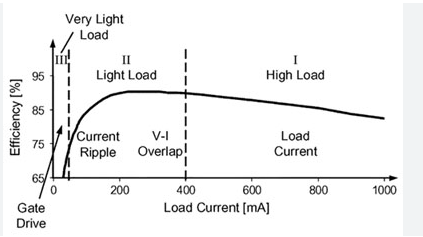 Very Light
Load
III II I
Light Load High Load
95
85
75
65
Efficiency [%]
Current V-I Load
Ripple Overlap Current
0 200 400 600 800 1000
Gate
Drive
Load Current [mA]